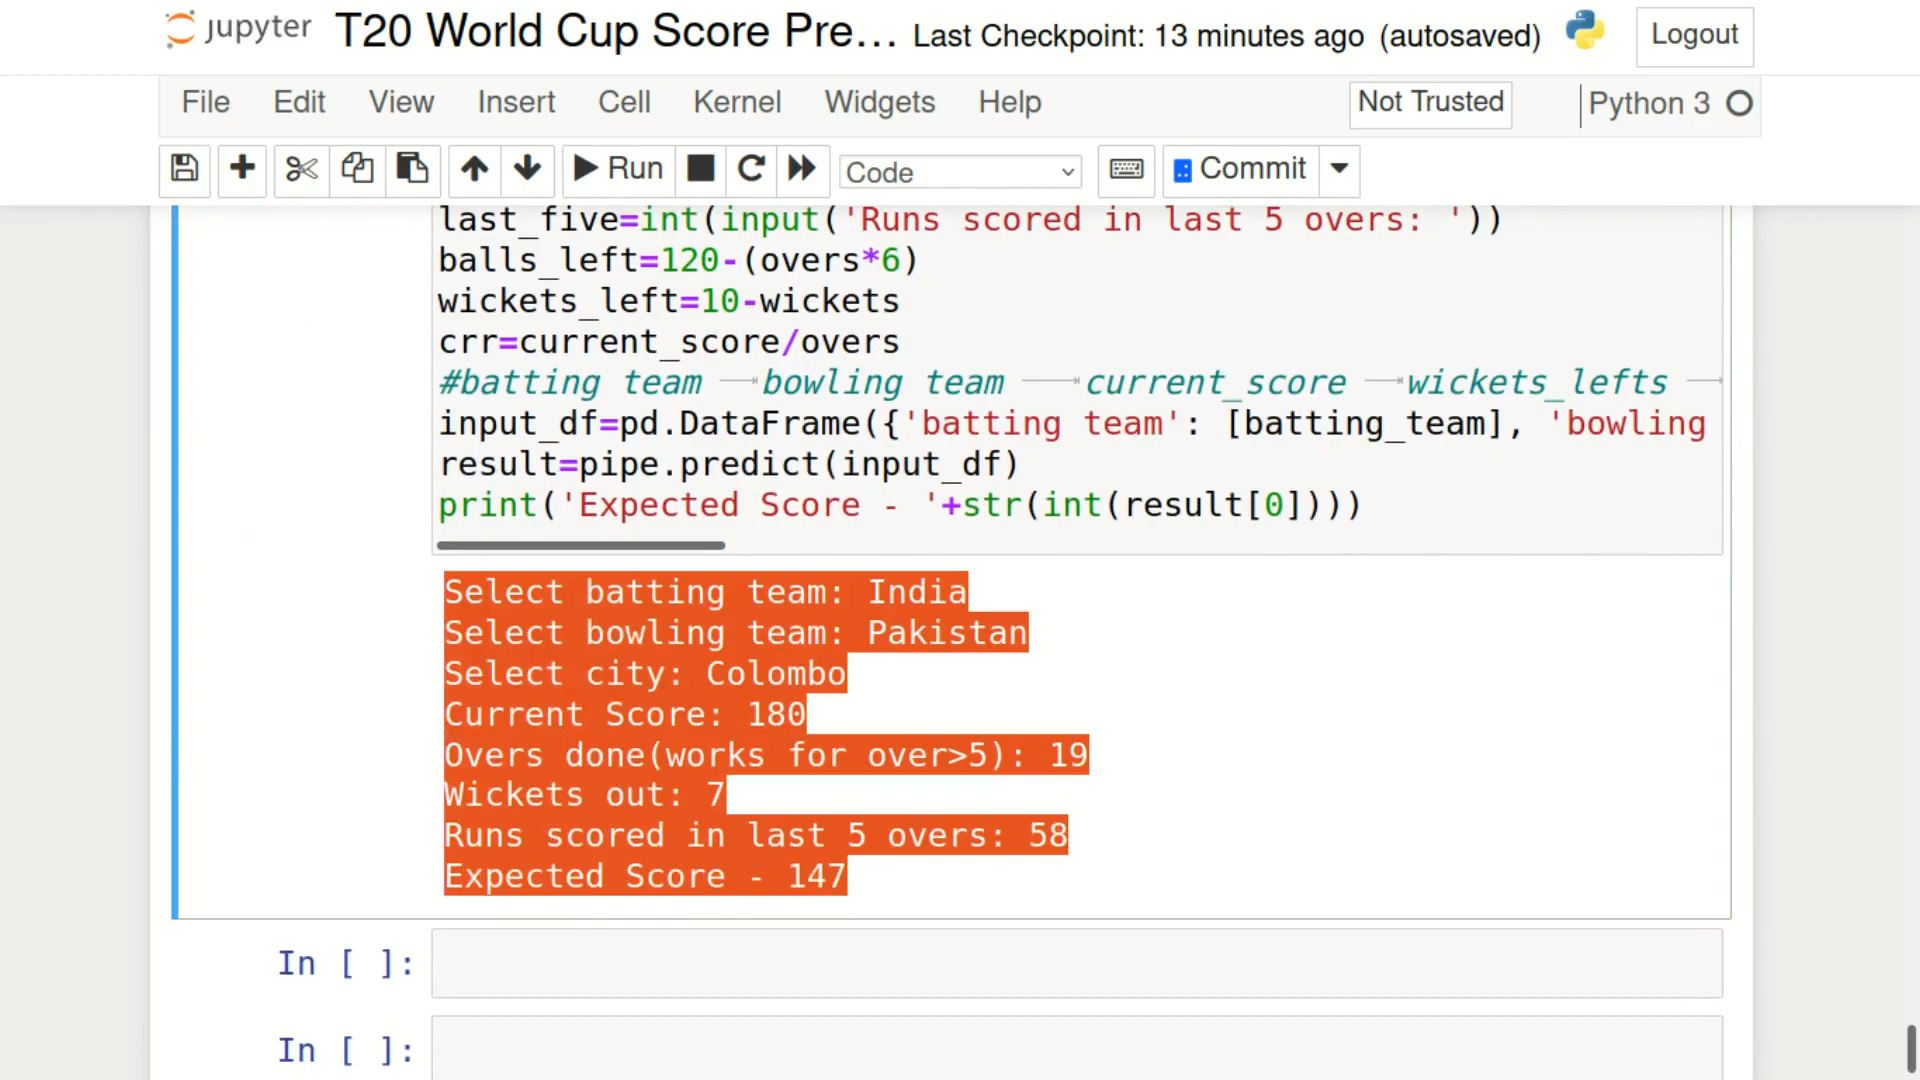 jupyter T20 World Cup Score Pre... Last Checkpoint: 13 minutes ago (autosaved) Logout
File Edit View Insert Cell Kernel Widgets Help Not Trusted Python 3
Run Code Commit
last_five=int(input('Runs scored in last 5 overs: '))
balls_left=120-(overs*6)
wickets_left=10-wickets
crr=current_score/overs
#batting team bowling team current_score wickets_lefts
input_df=pd.DataFrame({'batting team': [batting_team], 'bowling
result=pipe.predict(input_df)
print('Expected Score - '+str(int(result[0])))
Select batting team: India
Select bowling team: Pakistan
Select city: Colombo
Current Score: 180
Overs done(works for over>5): 19
Wickets out: 7
Runs scored in last 5 overs: 58
Expected Score - 147
In [ ]:
In [ ]: